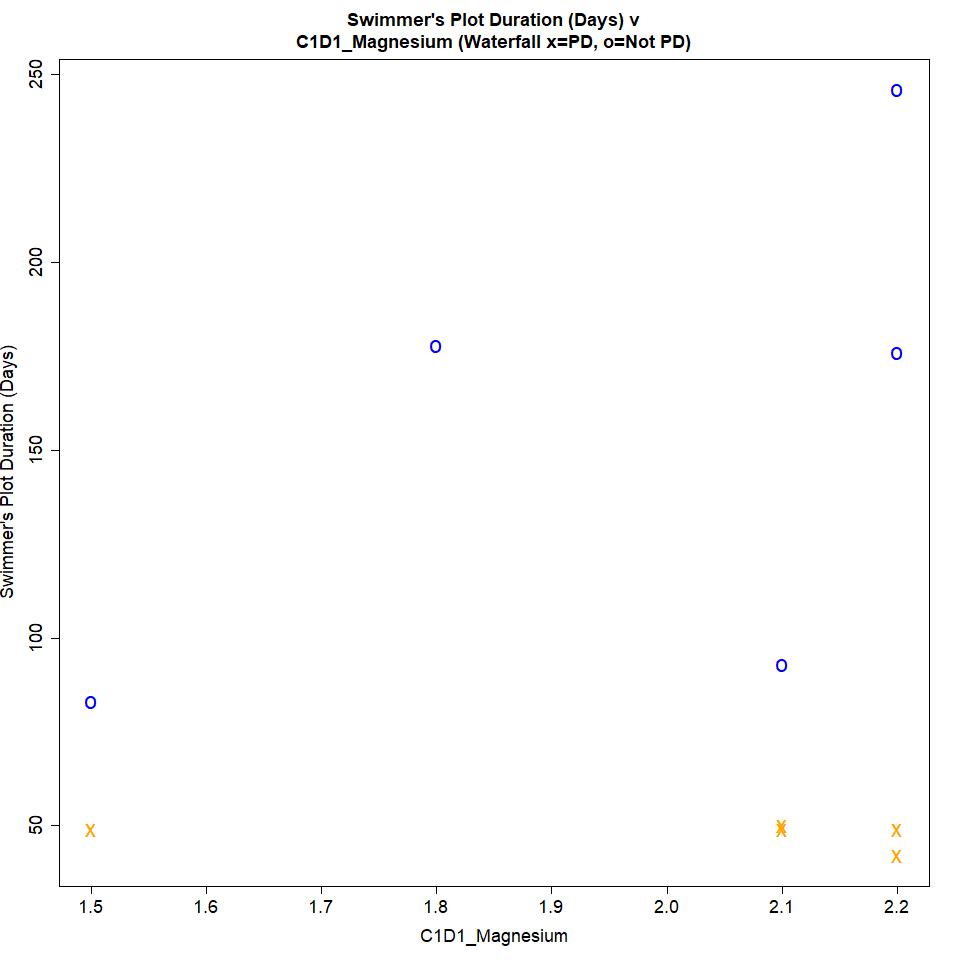 Swimmer's Plot Duration (Days) v
C1D1_Magnesium (Waterfall x=PD, o=Not PD)
Swimmer's Plot Duration (Days)
250
200
150
100
50
O
O
O
O
O
X
X
X
X
X
1.5 1.6 1.7 1.8 1.9 2.0 2.1 2.2
C1D1_Magnesium